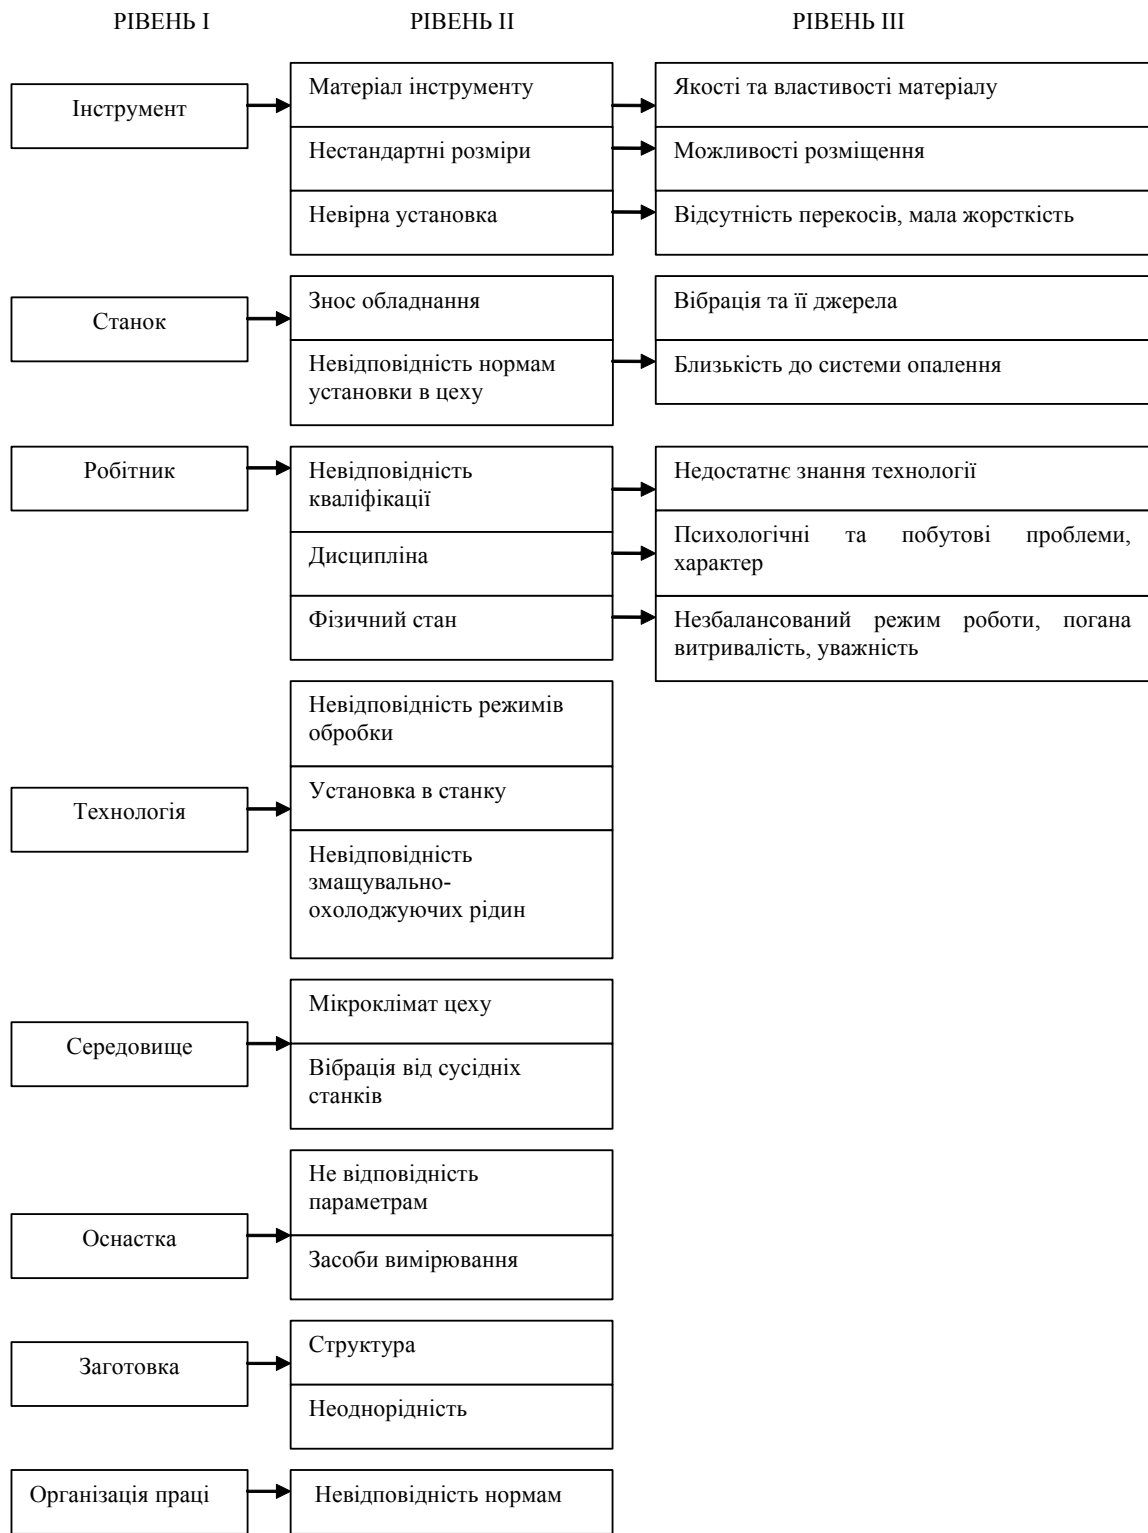 РІВЕНЬ І РІВЕНЬ ІІ РІВЕНЬ ІІІ
Інструмент
Матеріал інструменту
Якості та властивості матеріалу
Нестандартні розміри
Можливості розміщення
Невірна установка
Відсутність перекосів, мала жорсткість
Станок
Знос обладнання
Вібрація та її джерела
Невідповідність нормам
установки в цеху
Близькість до системи опалення
Робітник
Невідповідність
кваліфікації
Недостатнє знання технології
Дисципліна
Психологічні та побутові проблеми,
характер
Фізичний стан
Незбалансований режим роботи, погана
витривалість, уважність
Технологія
Невідповідність режимів
обробки
Установка в станку
Невідповідність
змащувально-
охолоджуючих рідин
Середовище
Мікроклімат цеху
Вібрація від сусідніх
станків
Оснастка
Не відповідність
параметрам
Засоби вимірювання
Заготовка
Структура
Неоднорідність
Організація праці
Невідповідність нормам